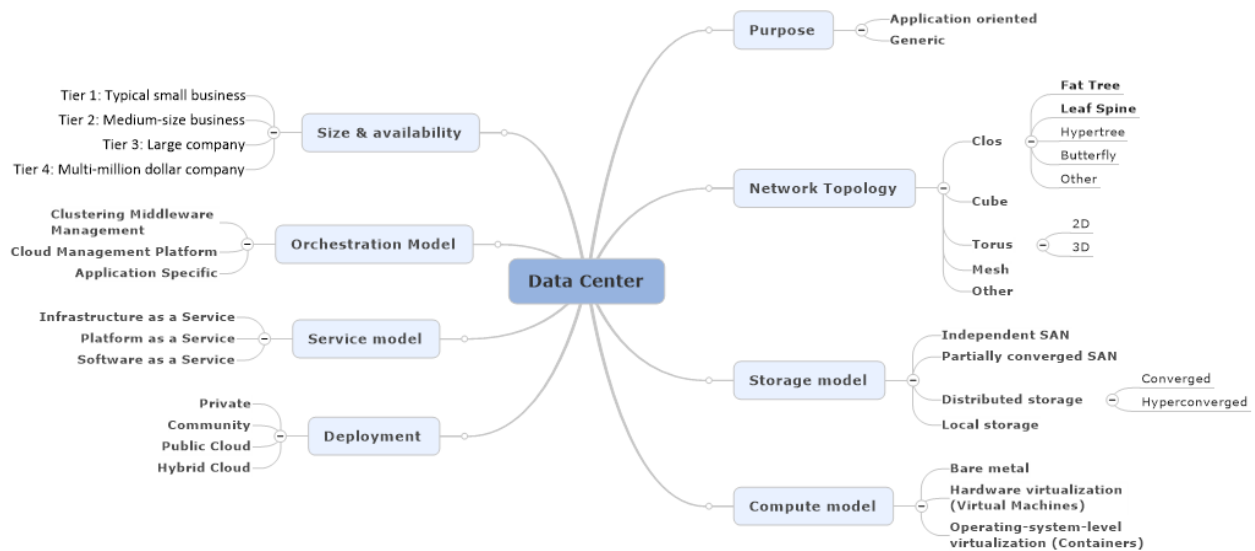 Data Center
Purpose
Application oriented
Generic
Network Topology
Clos
Fat Tree
Leaf Spine
Hypertree
Butterfly
Other
Cube
Torus
2D
3D
Mesh
Other
Storage model
Independent SAN
Partially converged SAN
Distributed storage
Converged
Hyperconverged
Local storage
Compute model
Bare metal
Hardware virtualization
(Virtual Machines)
Operating-system-level
virtualization (Containers)
Size & availability
Tier 1: Typical small business
Tier 2: Medium-size business
Tier 3: Large company
Tier 4: Multi-million dollar company
Orchestration Model
Clustering Middleware
Management
Cloud Management Platform
Application Specific
Service model
Infrastructure as a Service
Platform as a Service
Software as a Service
Deployment
Private
Community
Public Cloud
Hybrid Cloud